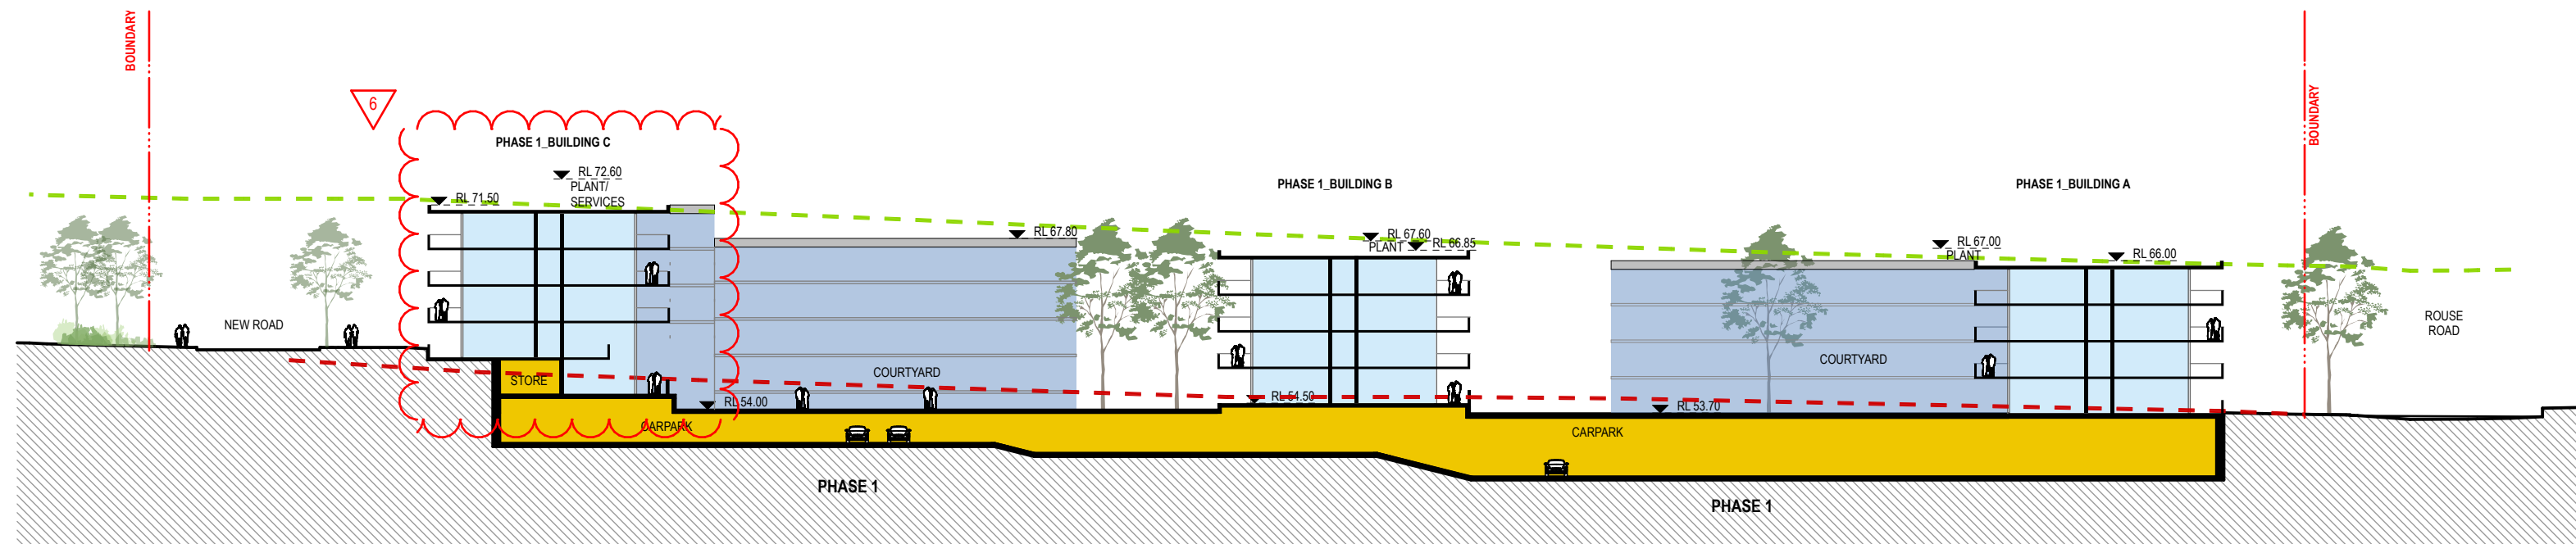 BOUNDARY
6
PHASE 1_BUILDING C
RL 72.60
PLANT/
SERVICES
RL 71.50
RL 67.80
PHASE 1_BUILDING B
RL 67.60
PLANT
RL 66.85
PHASE 1_BUILDING A
RL 67.00
PLANT
RL 66.00
BOUNDARY
NEW ROAD
ROUSE
ROAD
STORE
COURTYARD
COURTYARD
RL 54.00
RL 54.50
RL 53.70
CARPARK
CARPARK
PHASE 1
PHASE 1